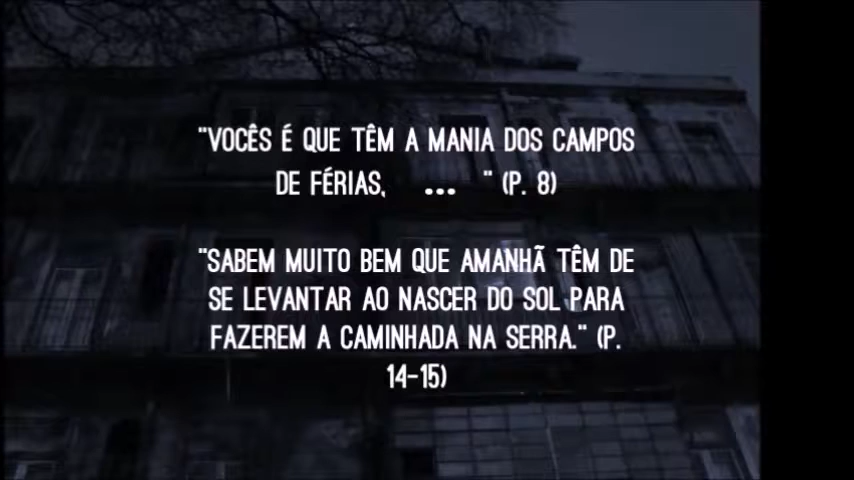 "VOCÊS É QUE TÊM A MANIA DOS CAMPOS
DE FÉRIAS, ... " (P. 8)
"SABEM MUITO BEM QUE AMANHÃ TÊM DE
SE LEVANTAR AO NASCER DO SOL PARA
FAZEREM A CAMINHADA NA SERRA." (P.
14-15)